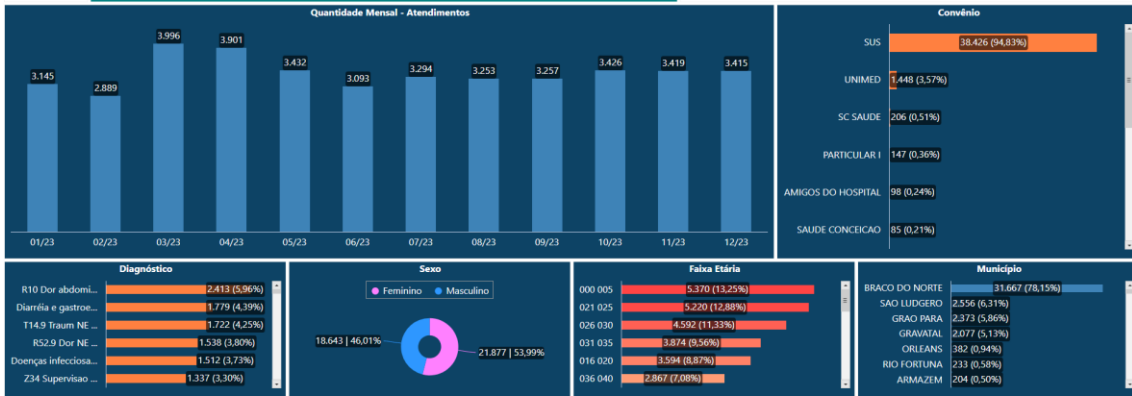 Quantidade Mensal - Atendimentos
3.145
2.889
3.996
3.901
3.432
3.093
3.294
3.253
3.257
3.426
3.419
3.415
01/23
02/23
03/23
04/23
05/23
06/23
07/23
08/23
09/23
10/23
11/23
12/23
Convênio
SUS 38.426 (94,83%)
UNIMED 1.448 (3,57%)
SC SAUDE 206 (0,51%)
PARTICULAR I 147 (0,36%)
AMIGOS DO HOSPITAL 98 (0,24%)
SAUDE CONCEICAO 85 (0,21%)
Diagnóstico
R10 Dor abdomi... 2.413 (5,96%)
Diarréia e gastroe... 1.779 (4,39%)
T14.9 Traum NE ... 1.722 (4,25%)
R52.9 Dor NE ... 1.538 (3,80%)
Doenças infecciosa... 1.512 (3,73%)
Z34 Supervisao ... 1.337 (3,30%)
Sexo
Feminino Masculino
18.643 | 46,01%
21.877 | 53,99%
Faixa Etária
000 005 5.370 (13,25%)
021 025 5.220 (12,88%)
026 030 4.592 (11,33%)
031 035 3.874 (9,56%)
016 020 3.594 (8,87%)
036 040 2.867 (7,08%)
Município
BRACO DO NORTE 31.667 (78,15%)
SAO LUDGERO 2.556 (6,31%)
GRAO PARA 2.373 (5,86%)
GRAVATAL 2.077 (5,13%)
ORLEANS 382 (0,94%)
RIO FORTUNA 233 (0,58%)
ARMAZEM 204 (0,50%)